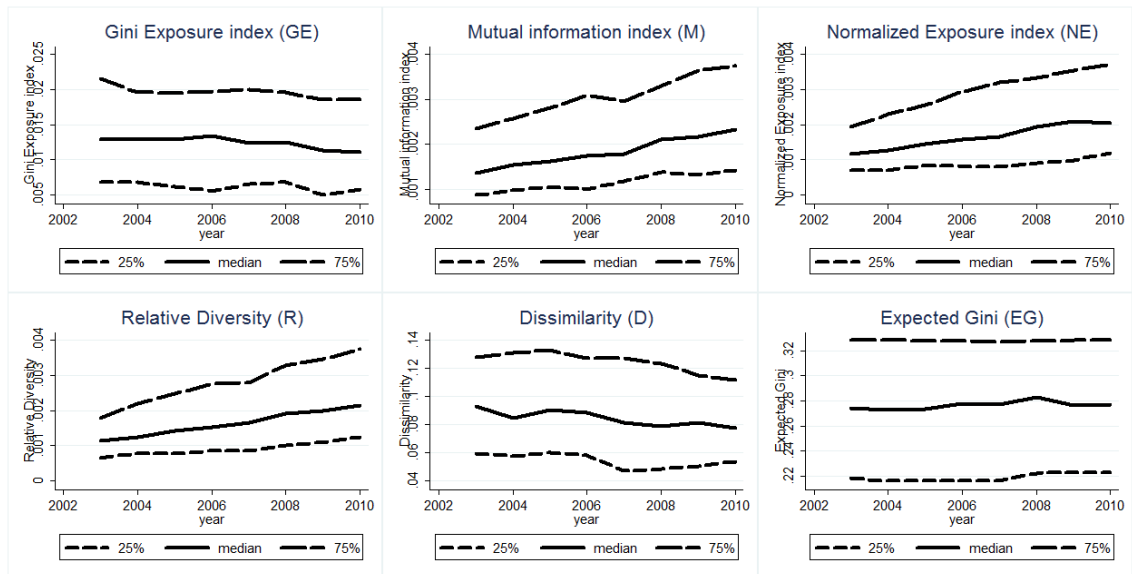 Gini Exposure index (GE)
Gini Exposure index
.005 .01 .015 .02 .025
2002 2004 2006 2008 2010
year
25% median 75%
Mutual information index (M)
Mutual information index
.001 .002 .003 .004
2002 2004 2006 2008 2010
year
25% median 75%
Normalized Exposure index (NE)
Normalized Exposure index
0 .001 .002 .003 .004
2002 2004 2006 2008 2010
year
25% median 75%
Relative Diversity (R)
Relative Diversity
0 .001 .002 .003 .004
2002 2004 2006 2008 2010
year
25% median 75%
Dissimilarity (D)
Dissimilarity
.04 .06 .08 .1 .12 .14
2002 2004 2006 2008 2010
year
25% median 75%
Expected Gini (EG)
Expected Gini
.22 .24 .26 .28 .3 .32
2002 2004 2006 2008 2010
year
25% median 75%